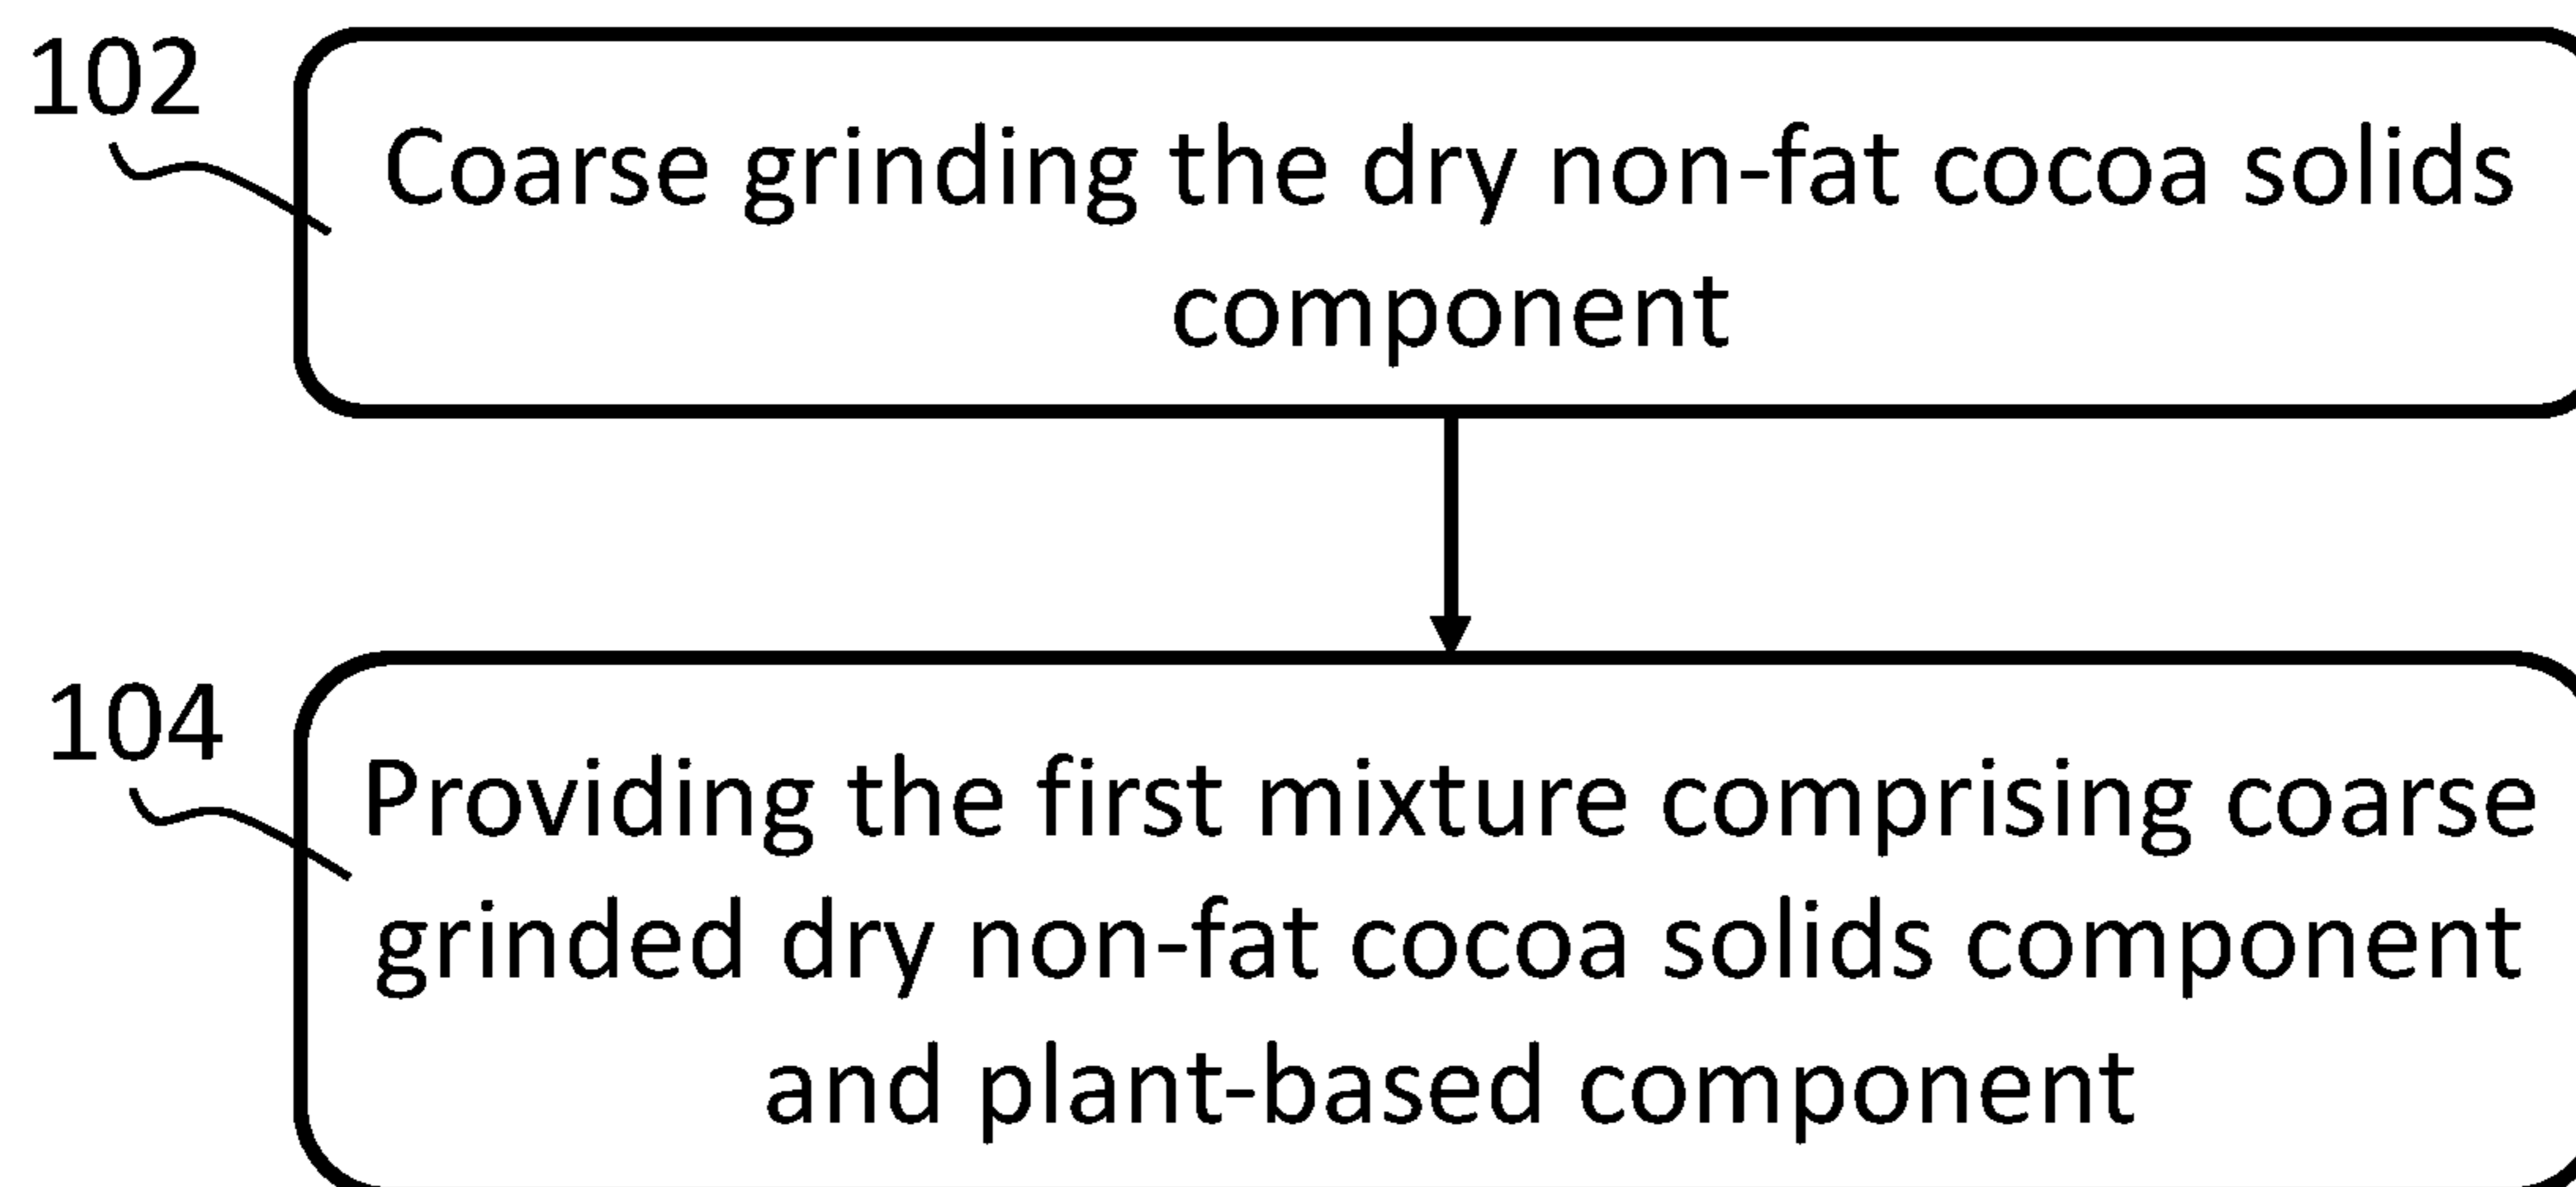 102
Coarse grinding the dry non-fat cocoa solids
component
104
Providing the first mixture comprising coarse
grinded dry non-fat cocoa solids component
and plant-based component